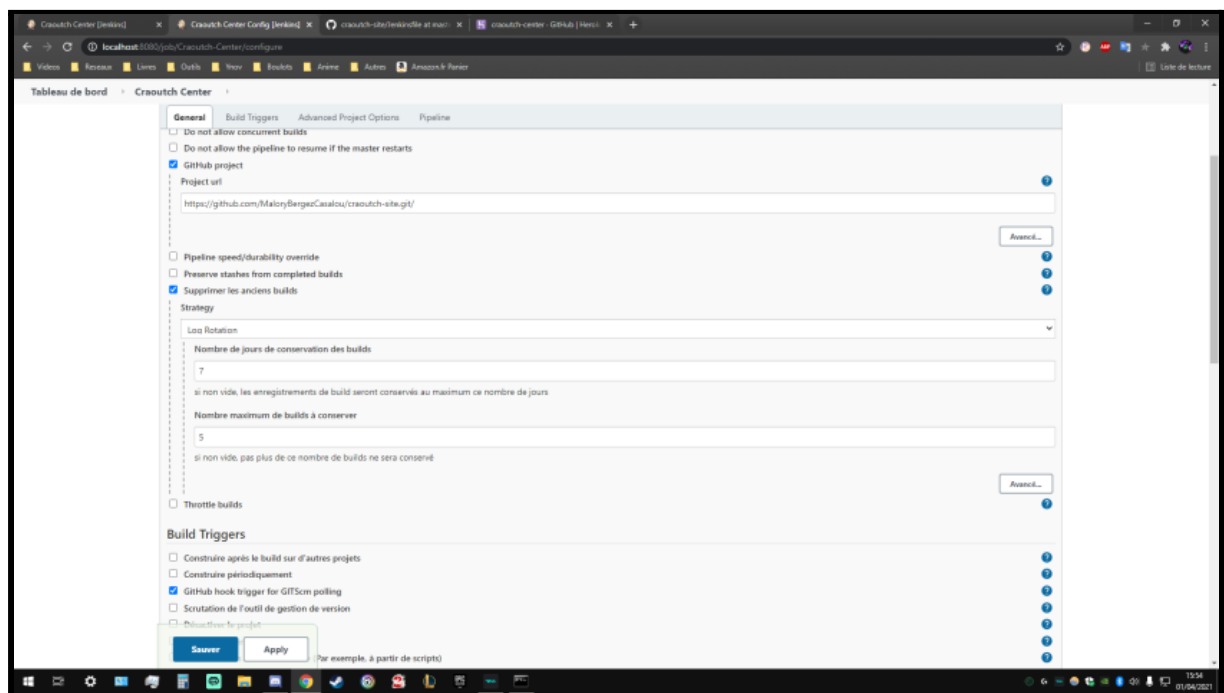 Craoutch Center [Jenkins]
Craoutch Center Config [Jenkins]
craoutch-site/Jenkinsfile at mast
craoutch-center · GitHub | Herok
localhost:8080/job/Craoutch-Center/configure
Videos
Reseaux
Livres
Outils
Ynov
Boulots
Anime
Autres
Amazon.fr Panier
Liste de lecture
Tableau de bord
Craoutch Center
General
Build Triggers
Advanced Project Options
Pipeline
Do not allow concurrent builds
Do not allow the pipeline to resume if the master restarts
GitHub project
Project url
https://github.com/MaloryBergezCasalou/craoutch-site.git/
Avancé...
Pipeline speed/durability override
Preserve stashes from completed builds
Supprimer les anciens builds
Strategy
Log Rotation
Nombre de jours de conservation des builds
7
si non vide, les enregistrements de build seront conservés au maximum ce nombre de jours
Nombre maximum de builds à conserver
5
si non vide, pas plus de ce nombre de builds ne sera conservé
Avancé...
Throttle builds
Build Triggers
Construire après le build sur d'autres projets
Construire périodiquement
GitHub hook trigger for GITScm polling
Scrutation de l'outil de gestion de version
Désactiver le projet
Sauver
Apply
(Par exemple, à partir de scripts)
15:54
01/04/2021